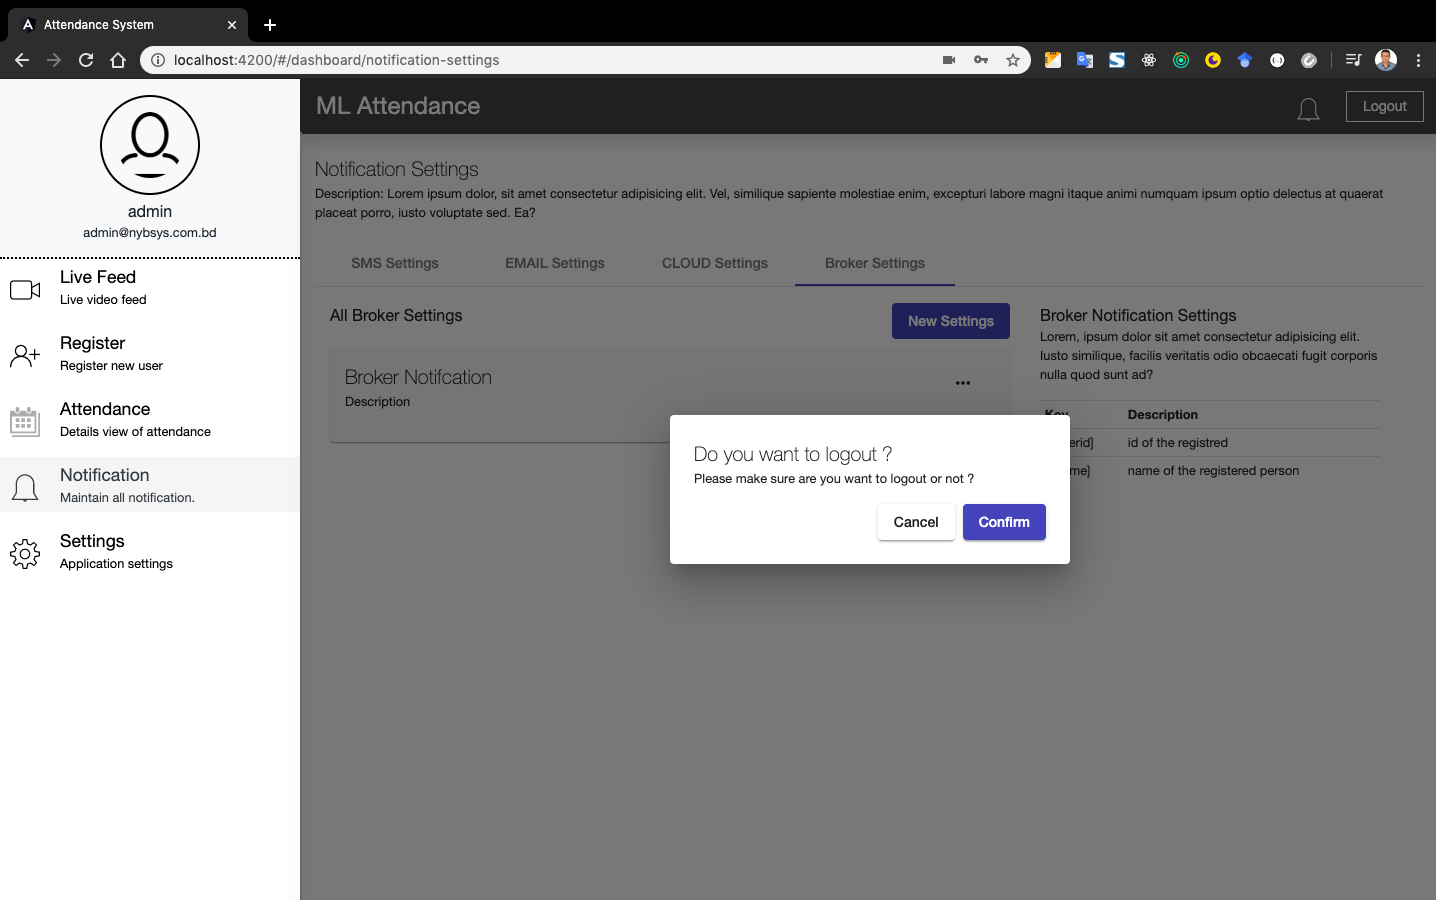 Attendance System
localhost:4200/#/dashboard/notification-settings
admin
admin@nybsys.com.bd
Live Feed
Live video feed
Register
Register new user
Attendance
Details view of attendance
Notification
Maintain all notification.
Settings
Application settings
ML Attendance
Logout
Notification Settings
Description: Lorem ipsum dolor, sit amet consectetur adipisicing elit. Vel, similique sapiente molestiae enim, excepturi labore magni itaque animi numquam ipsum optio delectus at quaerat
placeat porro, iusto voluptate sed. Ea?
SMS Settings EMAIL Settings CLOUD Settings Broker Settings
All Broker Settings
New Settings
Broker Notifcation
Description
Broker Notification Settings
Lorem, ipsum dolor sit amet consectetur adipisicing elit.
Iusto similique, facilis veritatis odio obcaecati fugit corporis
nulla quod sunt ad?
Key Description
erid] id of the registred
me] name of the registered person
Do you want to logout ?
Please make sure are you want to logout or not ?
Cancel Confirm